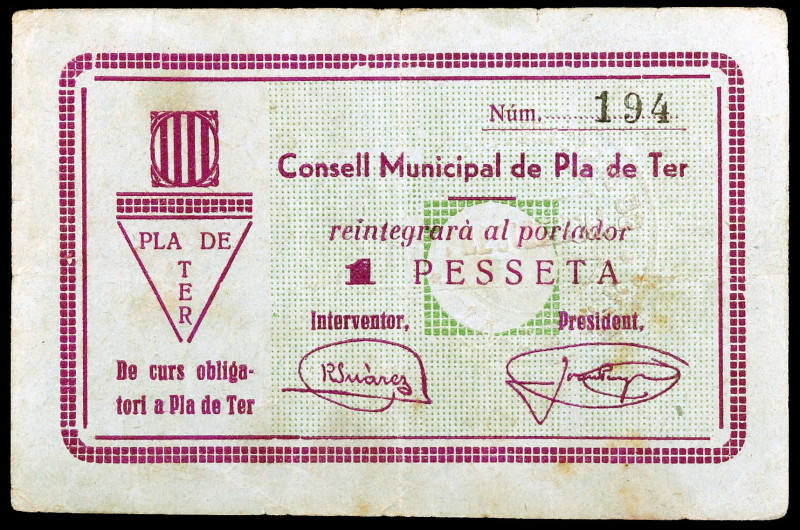 Núm. 194
Consell Municipal de Pla de Ter
reintegrarà al portador
1 PESSETA
Interventor,
President,
R Suárez
PLA DE
TER
De curs obliga-
tori a Pla de Ter